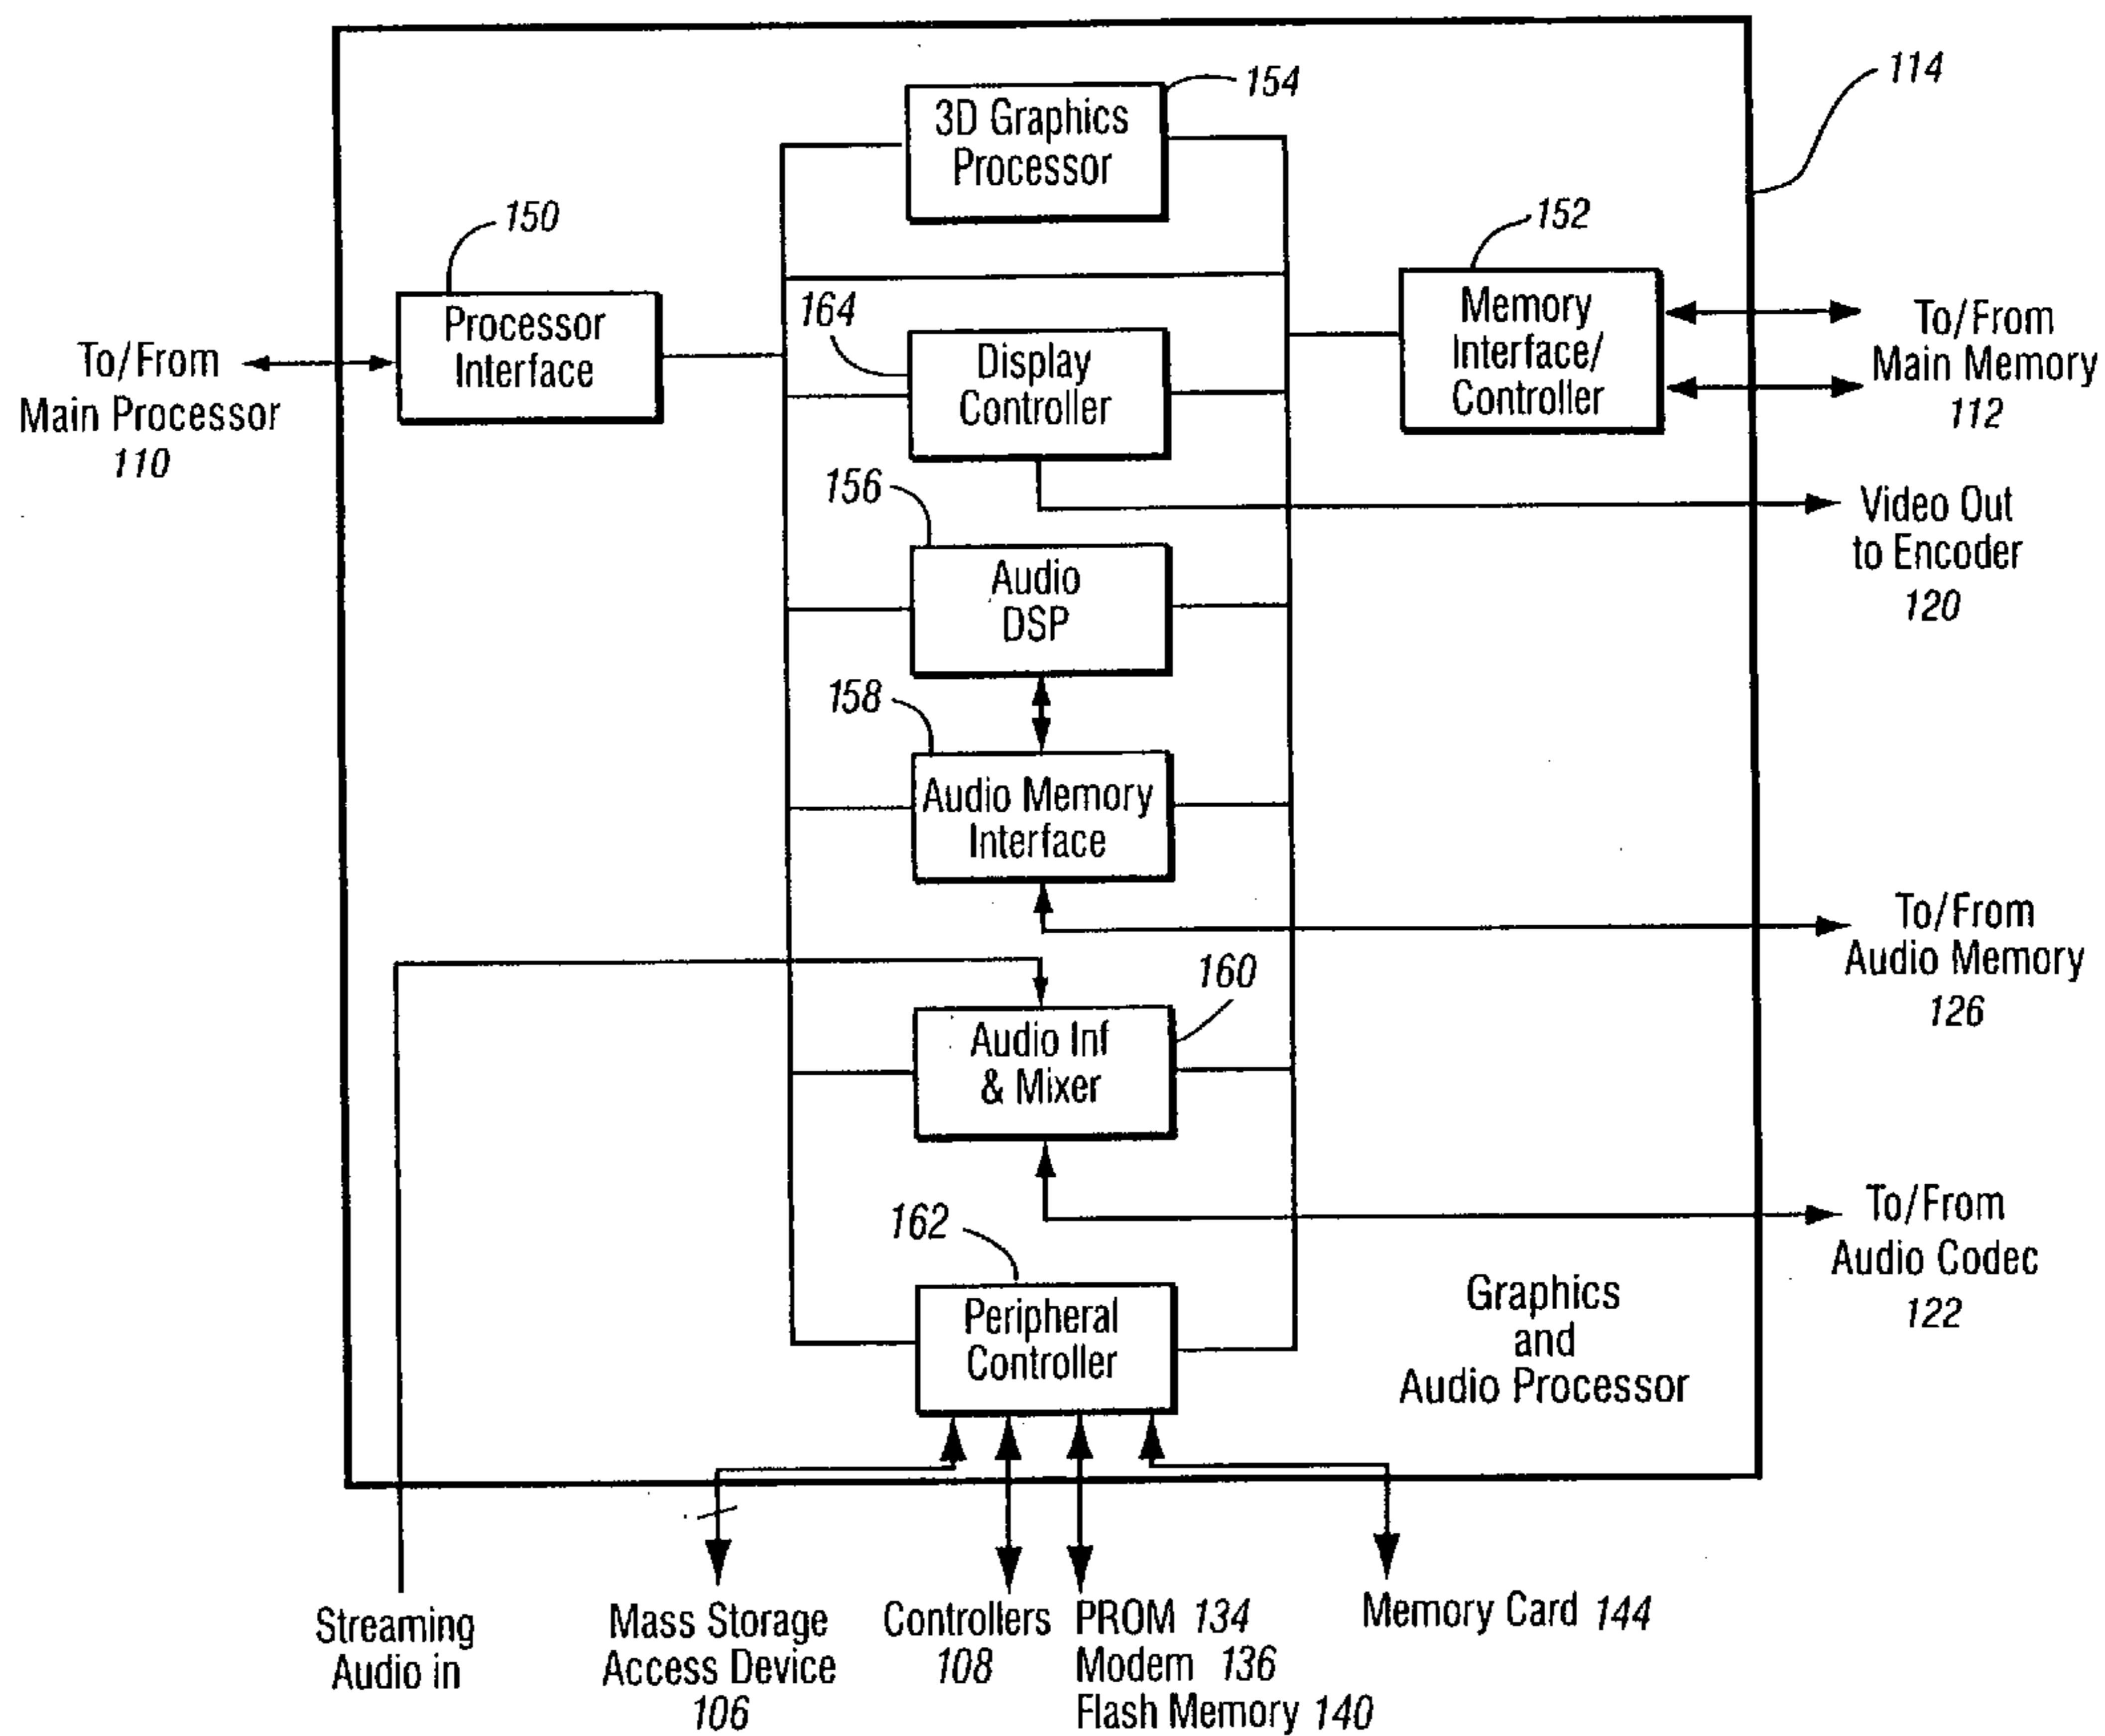 114
154
3D Graphics
Processor
150
152
Processor
Interface
164
Memory
Interface/
Controller
To/From
Main Processor
110
To/From
Main Memory
112
Display
Controller
156
Video Out
to Encoder
120
Audio
DSP
158
Audio Memory
Interface
To/From
Audio Memory
126
160
Audio Inf
& Mixer
162
To/From
Audio Codec
122
Peripheral
Controller
Graphics
and
Audio Processor
Streaming
Audio in
Mass Storage
Access Device
106
Controllers
108
PROM 134
Modem 136
Flash Memory 140
Memory Card 144